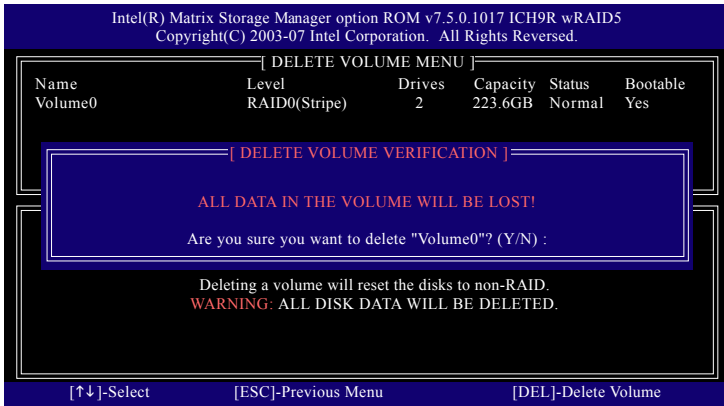 Intel(R) Matrix Storage Manager option ROM v7.5.0.1017 ICH9R wRAID5
Copyright(C) 2003-07 Intel Corporation.  All Rights Reversed.
[ DELETE VOLUME MENU ]
Name Level Drives Capacity Status Bootable
Volume0 RAID0(Stripe) 2 223.6GB Normal Yes
[ DELETE VOLUME VERIFICATION ]
ALL DATA IN THE VOLUME WILL BE LOST!
Are you sure you want to delete "Volume0"? (Y/N) :
Deleting a volume will reset the disks to non-RAID.
WARNING: ALL DISK DATA WILL BE DELETED.
[↑↓]-Select [ESC]-Previous Menu [DEL]-Delete Volume